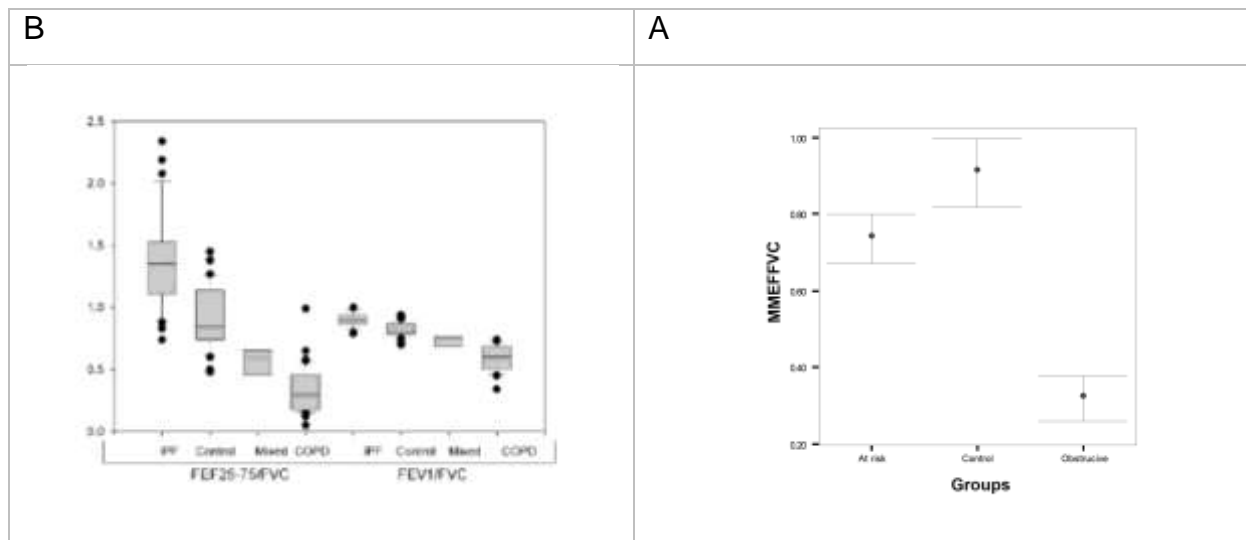 B
A
2.5
2.0
1.5
1.0
0.5
0.0
IPF Control Mixed COPD IPF Control Mixed COPD
FEF25-75/FVC FEV1/FVC
1.00
0.80
0.60
0.40
0.20
MMEFFVC
At risk Control Obstrucive
Groups